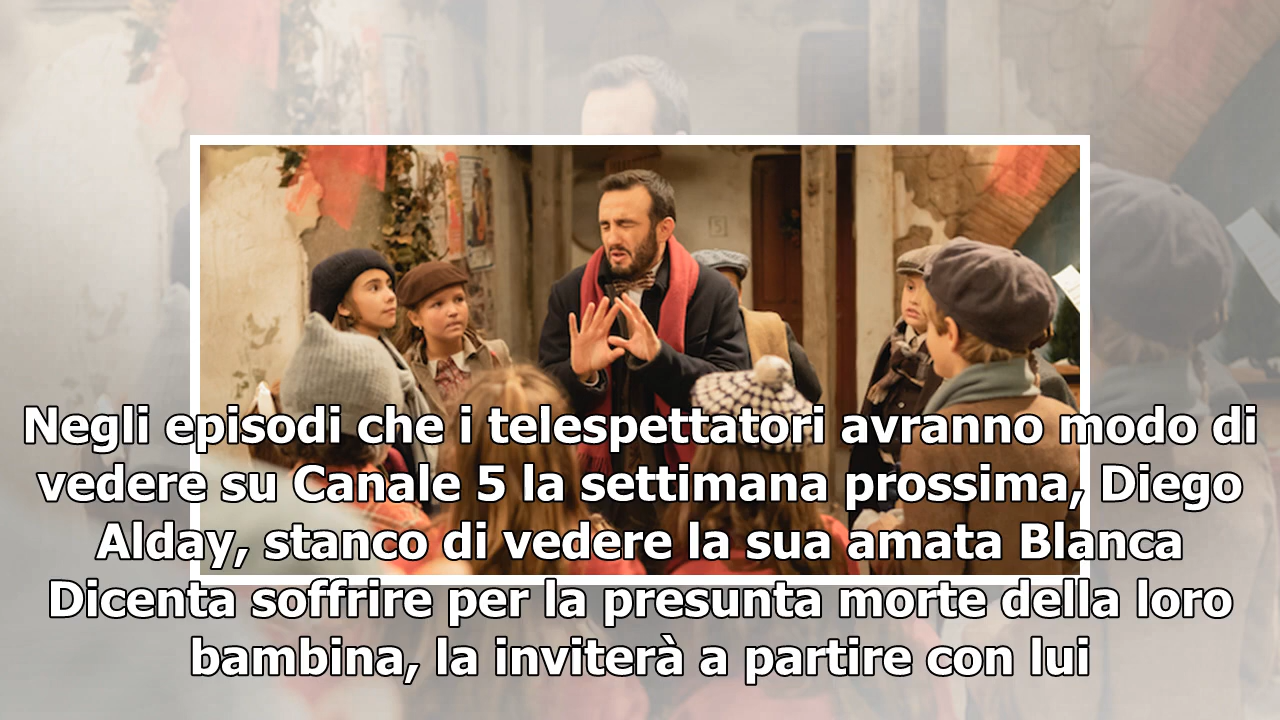 Negli episodi che i telespettatori avranno modo di
vedere su Canale 5 la settimana prossima, Diego
Alday, stanco di vedere la sua amata Blanca
Dicenta soffrire per la presunta morte della loro
bambina, la inviterà a partire con lui